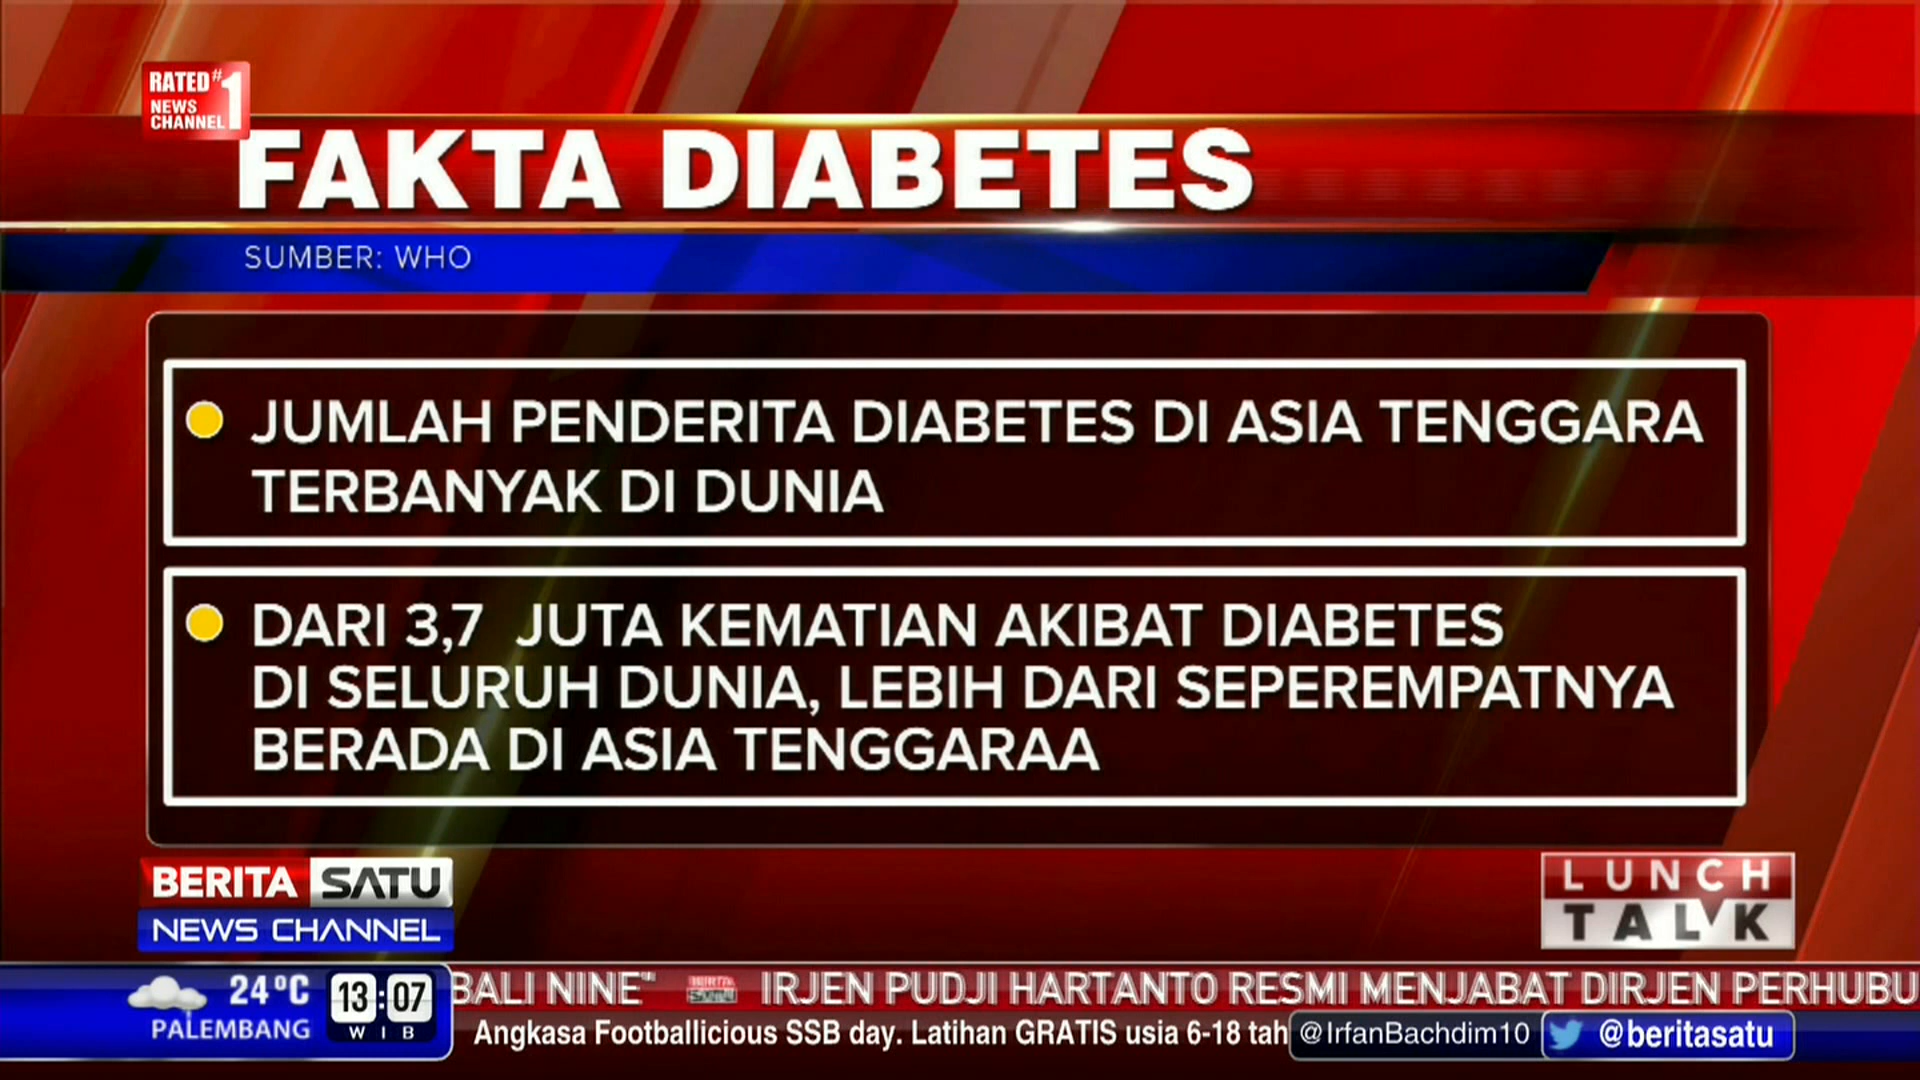 RATED #1
NEWS
CHANNEL
FAKTA DIABETES
SUMBER: WHO
JUMLAH PENDERITA DIABETES DI ASIA TENGGARA
TERBANYAK DI DUNIA
DARI 3,7 JUTA KEMATIAN AKIBAT DIABETES
DI SELURUH DUNIA, LEBIH DARI SEPEREMPATNYA
BERADA DI ASIA TENGGARAA
BERITA SATU
NEWS CHANNEL
LUNCH
TALK
24°C
PALEMBANG
13:07
WIB
BALI NINE" BERITA SATU IRJEN PUDJI HARTANTO RESMI MENJABAT DIRJEN PERHUBU
Angkasa Footballicious SSB day. Latihan GRATIS usia 6-18 tah
@IrfanBachdim10
@beritasatu